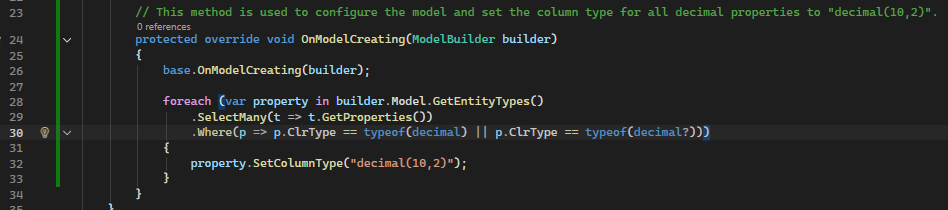 23 // This method is used to configure the model and set the column type for all decimal properties to "decimal(10,2)".
0 references
24 protected override void OnModelCreating(ModelBuilder builder)
25 {
26 base.OnModelCreating(builder);
27
28 foreach (var property in builder.Model.GetEntityTypes()
29 .SelectMany(t => t.GetProperties())
30 .Where(p => p.ClrType == typeof(decimal) || p.ClrType == typeof(decimal?)))
31 {
32 property.SetColumnType("decimal(10,2)");
33 }
34 }
35 }